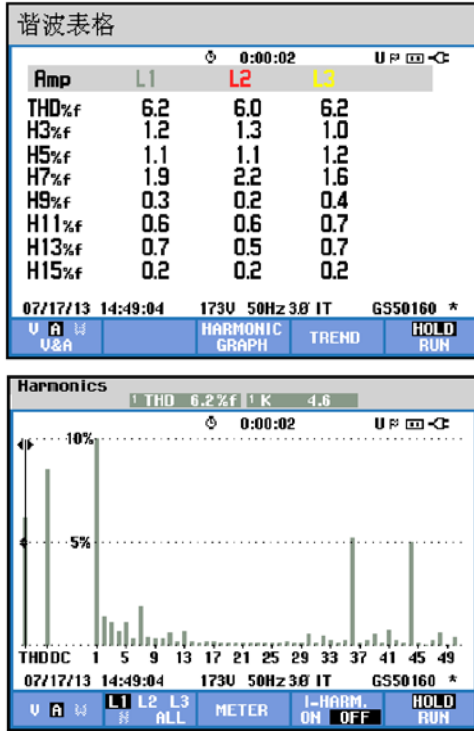 谐波表格
0:00:02 U
Amp L1 L2 L3
THD%f 6.2 6.0 6.2
H3%f 1.2 1.3 1.0
H5%f 1.1 1.1 1.2
H7%f 1.9 2.2 1.6
H9%f 0.3 0.2 0.4
H11%f 0.6 0.6 0.7
H13%f 0.7 0.5 0.7
H15%f 0.2 0.2 0.2
07/17/13 14:49:04 173V 50Hz 3Ø IT GS50160 *
V A W HARMONIC TREND HOLD
V&A GRAPH RUN
Harmonics
1 THD 6.2%f 1 K 4.6
0:00:02 U
10%
5%
THDDC 1 5 9 13 17 21 25 29 33 37 41 45 49
07/17/13 14:49:04 173V 50Hz 3Ø IT GS50160 *
V A W L1 L2 L3 METER I-HARM. HOLD
N ALL ON OFF RUN